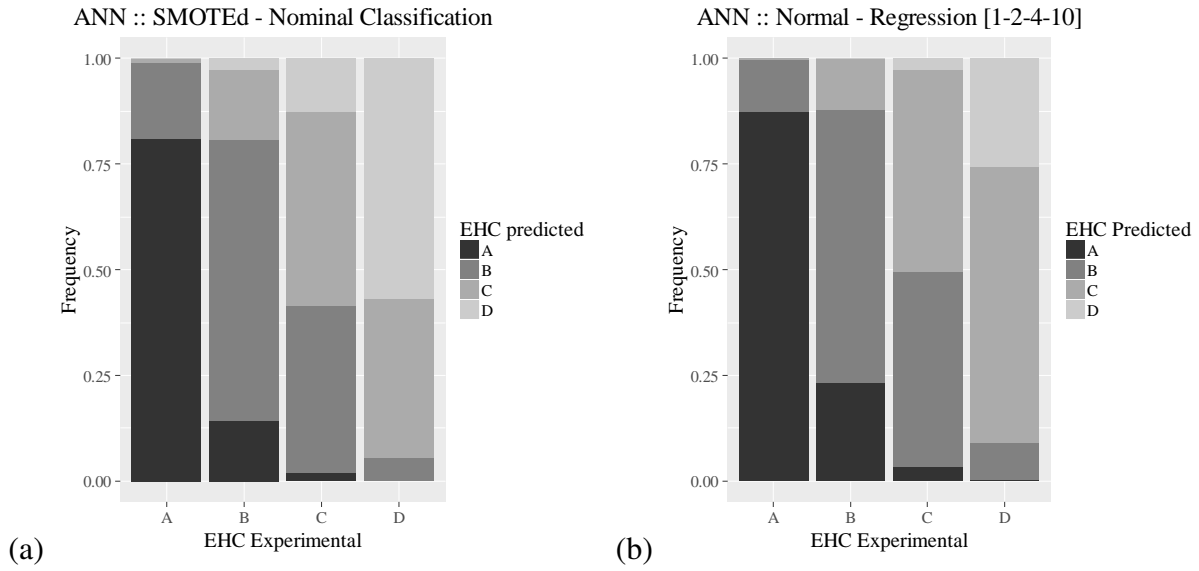 ANN :: SMOTEd - Nominal Classification
1.00
0.75
0.50
0.25
0.00
Frequency
A
B
C
D
EHC Experimental
EHC predicted
A
B
C
D
(a)
ANN :: Normal - Regression [1-2-4-10]
1.00
0.75
0.50
0.25
0.00
Frequency
A
B
C
D
EHC Experimental
EHC Predicted
A
B
C
D
(b)